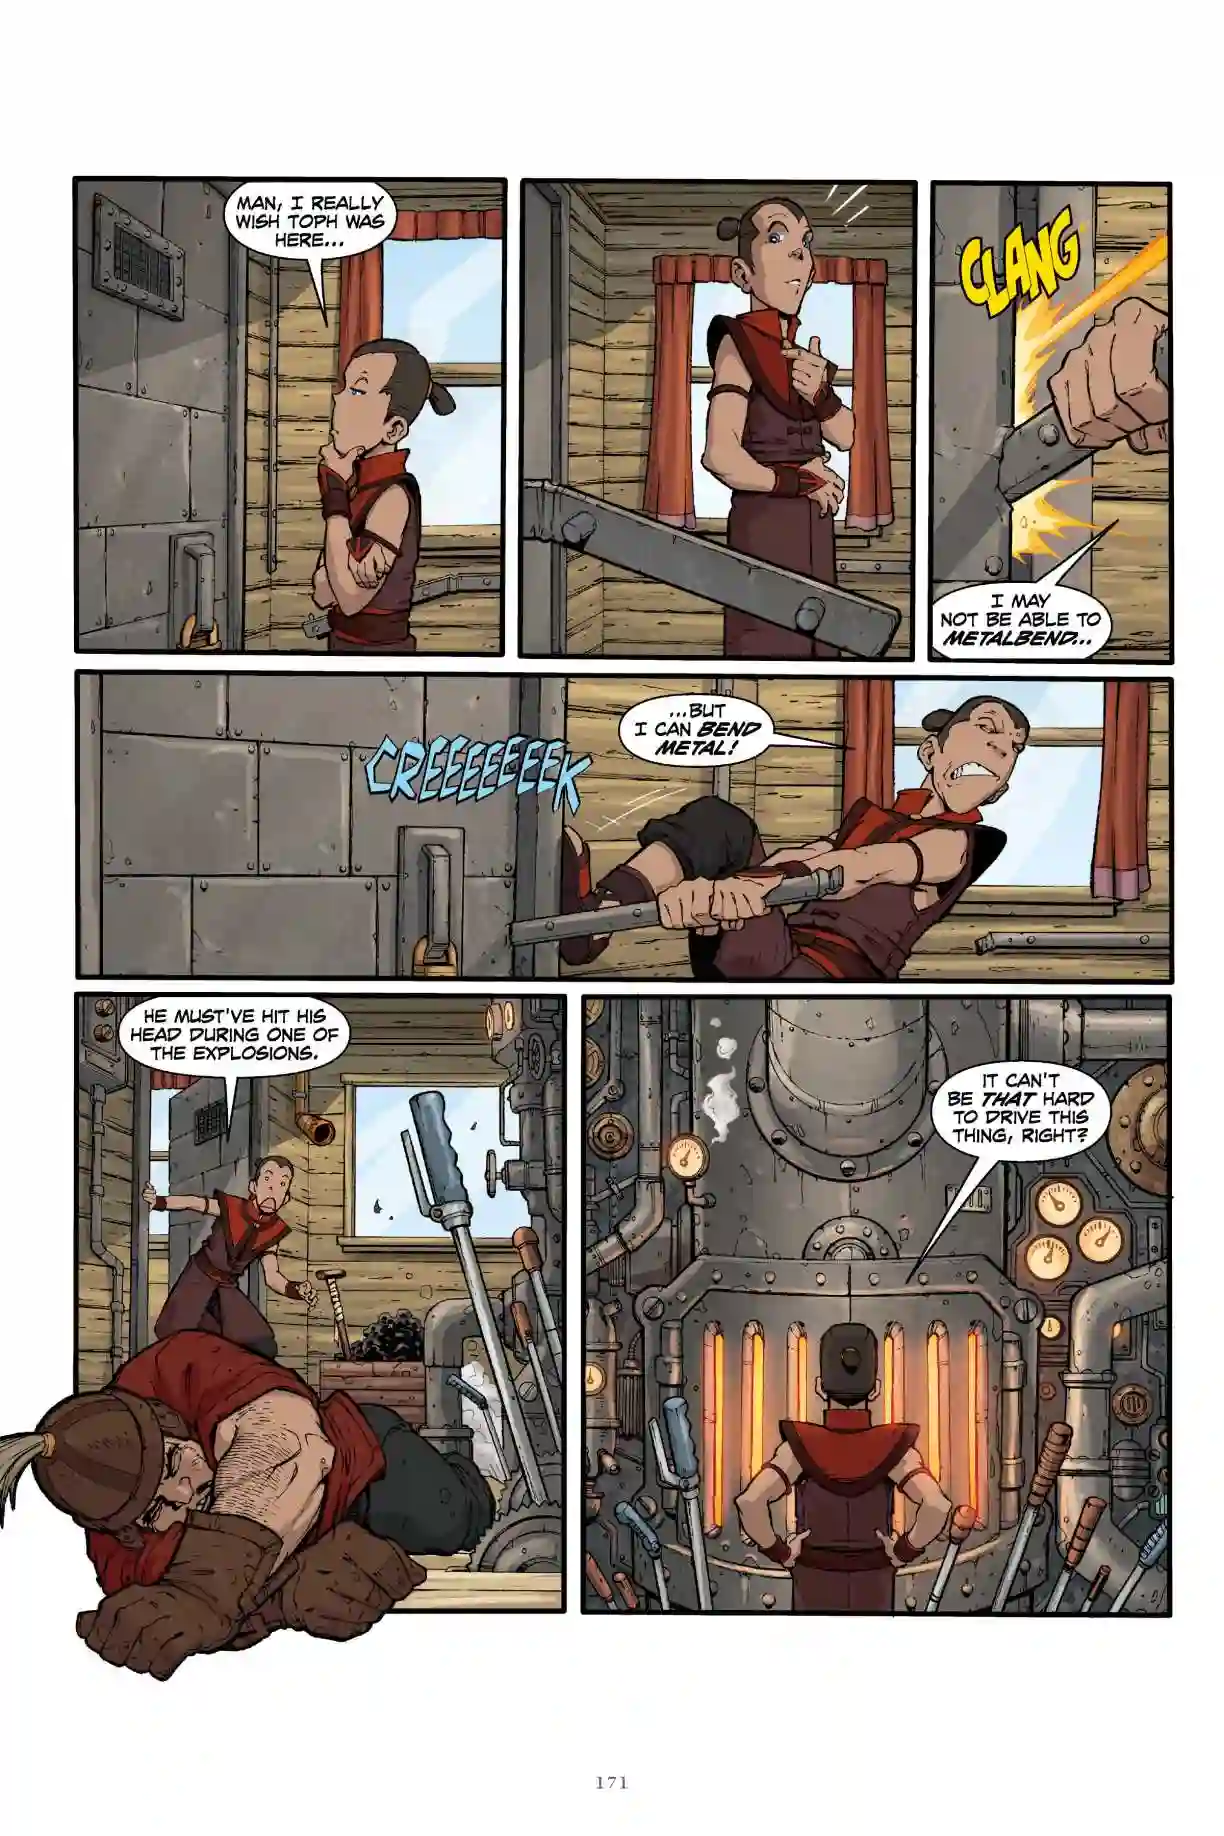 MAN, I REALLY
WISH TOPH WAS
HERE...
CLANG
I MAY
NOT BE ABLE TO
METALBEND...
CREEEEEEEEK
...BUT
I CAN BEND
METAL!
HE MUST'VE HIT HIS
HEAD DURING ONE OF
THE EXPLOSIONS.
IT CAN'T
BE THAT HARD
TO DRIVE THIS
THING, RIGHT?
171